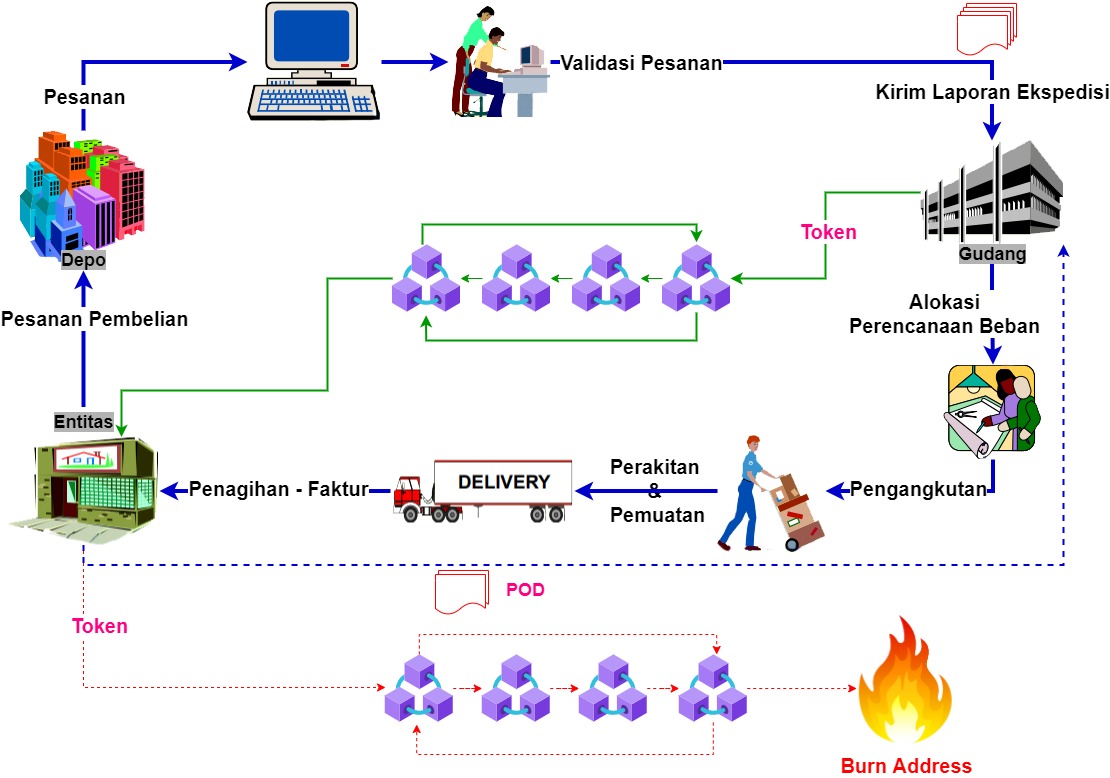 Validasi Pesanan
Pesanan
Kirim Laporan Ekspedisi
Token
Depo
Gudang
Pesanan Pembelian
Alokasi
Perencanaan Beban
Entitas
Penagihan - Faktur
DELIVERY
Perakitan
&
Pemuatan
Pengangkutan
POD
Token
Burn Address